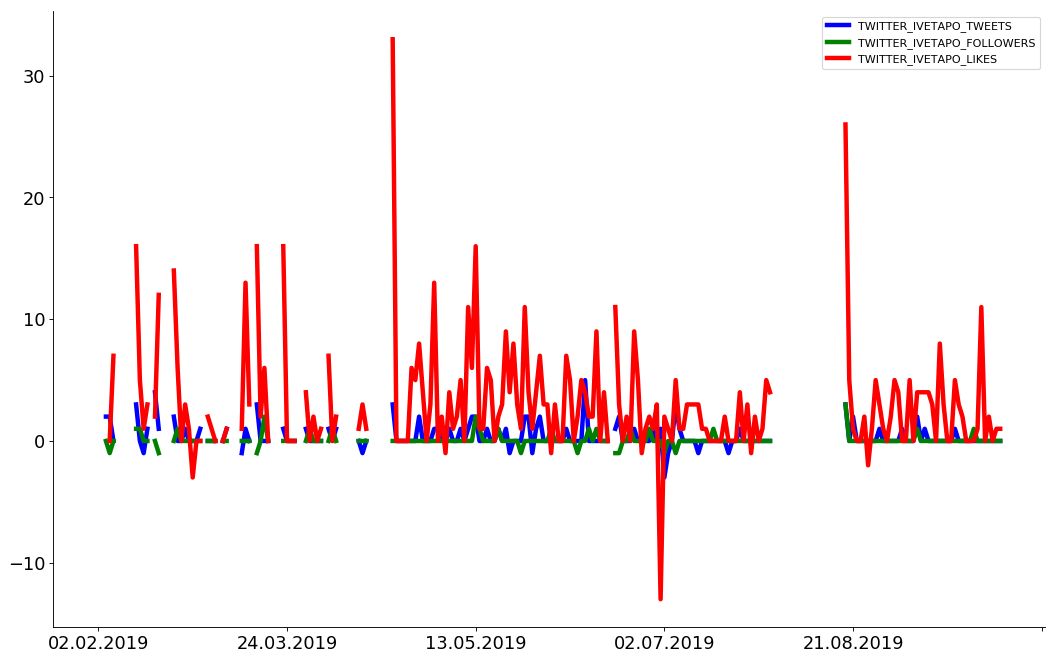 TWITTER_IVETAPO_TWEETS
TWITTER_IVETAPO_FOLLOWERS
TWITTER_IVETAPO_LIKES
30
20
10
0
−10
02.02.2019 24.03.2019 13.05.2019 02.07.2019 21.08.2019